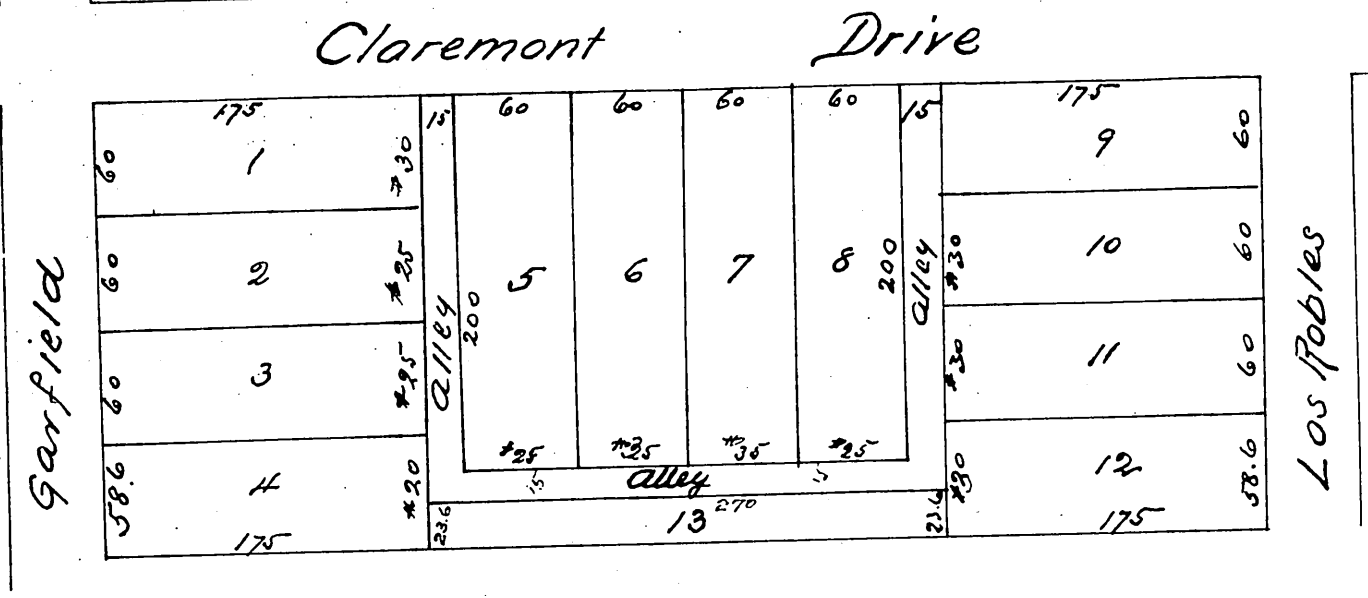 Claremont Drive
175 15 60 60 60 60 15 175
60 1 #30 9 60
Garfield
60 2 #25 5 6 7 8 200 alley #30 10 60
Los Robles
60 3 #25 alley 200 #30 11 60
58.6 4 #20 #25 #35 #25 #30 12 58.6
15 alley 15
175 23.6 13 270 23.6 175